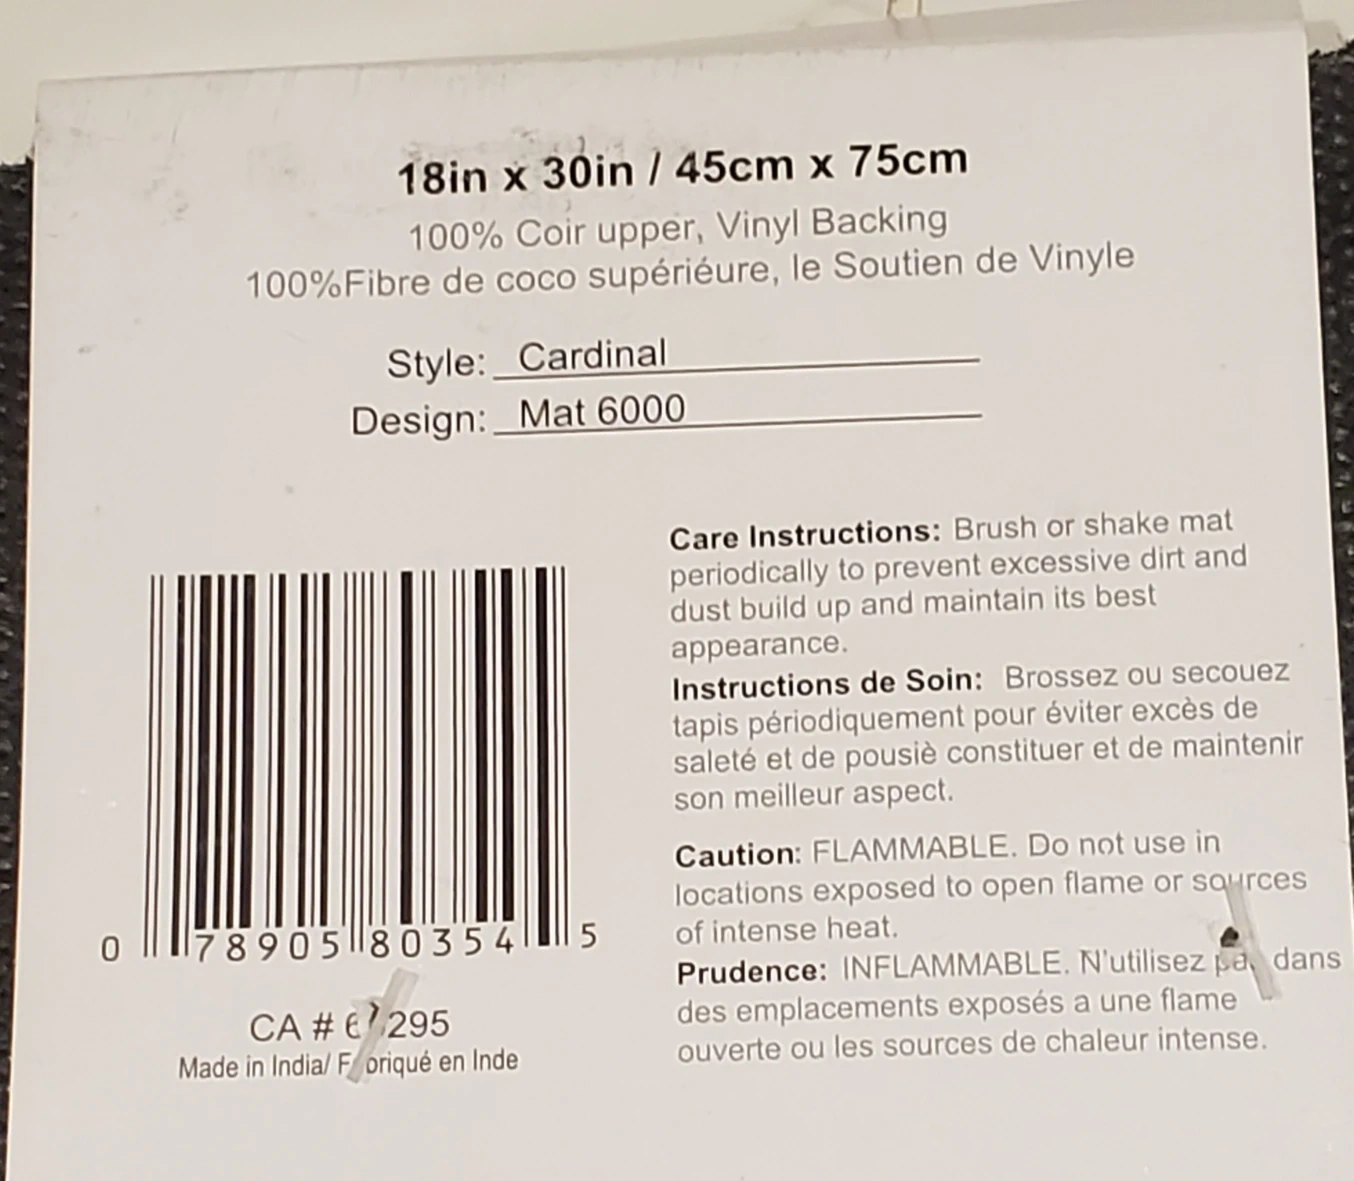 18in x 30in / 45cm x 75cm
100% Coir upper, Vinyl Backing
100%Fibre de coco supériéure, le Soutien de Vinyle
Style: Cardinal
Design: Mat 6000
Care Instructions: Brush or shake mat
periodically to prevent excessive dirt and
dust build up and maintain its best
appearance.
Instructions de Soin: Brossez ou secouez
tapis périodiquement pour éviter excès de
saleté et de pousiè constituer et de maintenir
son meilleur aspect.
Caution: FLAMMABLE. Do not use in
locations exposed to open flame or sources
of intense heat.
Prudence: INFLAMMABLE. N'utilisez pas dans
des emplacements exposés a une flame
ouverte ou les sources de chaleur intense.
0 78905 80354 5
CA #
Made in India/ Fabriqué en Inde